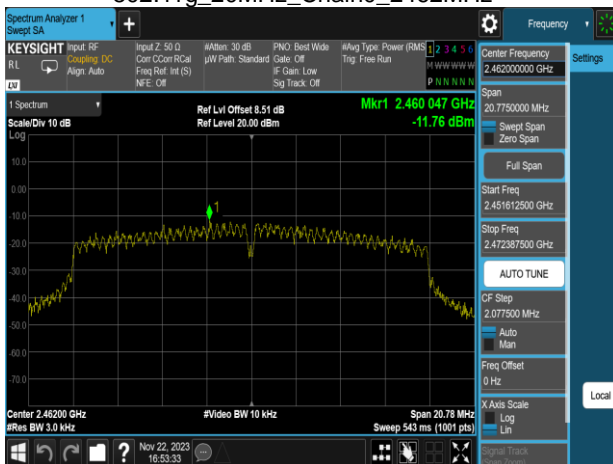 Spectrum Analyzer 1
Swept SA
+
Frequency
KEYSIGHT
RL
LXI
Input: RF
Coupling: DC
Align: Auto
Input Z: 50 Ω
Corr CCorr RCal
Freq Ref: Int (S)
NFE: Off
#Atten: 30 dB
µW Path: Standard
PNO: Best Wide
Gate: Off
IF Gain: Low
Sig Track: Off
#Avg Type: Power (RMS
Trig: Free Run
1 2 3 4 5 6
M W W W W W
P N N N N N
1 Spectrum
Scale/Div 10 dB
Log
Ref Lvl Offset 8.51 dB
Ref Level 20.00 dBm
Mkr1 2.460 047 GHz
-11.76 dBm
1
10.0
0.00
-10.0
-20.0
-30.0
-40.0
-50.0
-60.0
-70.0
Center 2.46200 GHz
#Res BW 3.0 kHz
#Video BW 10 kHz
Span 20.78 MHz
Sweep 543 ms (1001 pts)
Nov 22, 2023
16:53:33
Center Frequency
2.462000000 GHz
Span
20.7750000 MHz
Swept Span
Zero Span
Full Span
Start Freq
2.451612500 GHz
Stop Freq
2.472387500 GHz
AUTO TUNE
CF Step
2.077500 MHz
Auto
Man
Freq Offset
0 Hz
X Axis Scale
Log
Lin
Signal Track
(Span Zoom)
Settings
Local